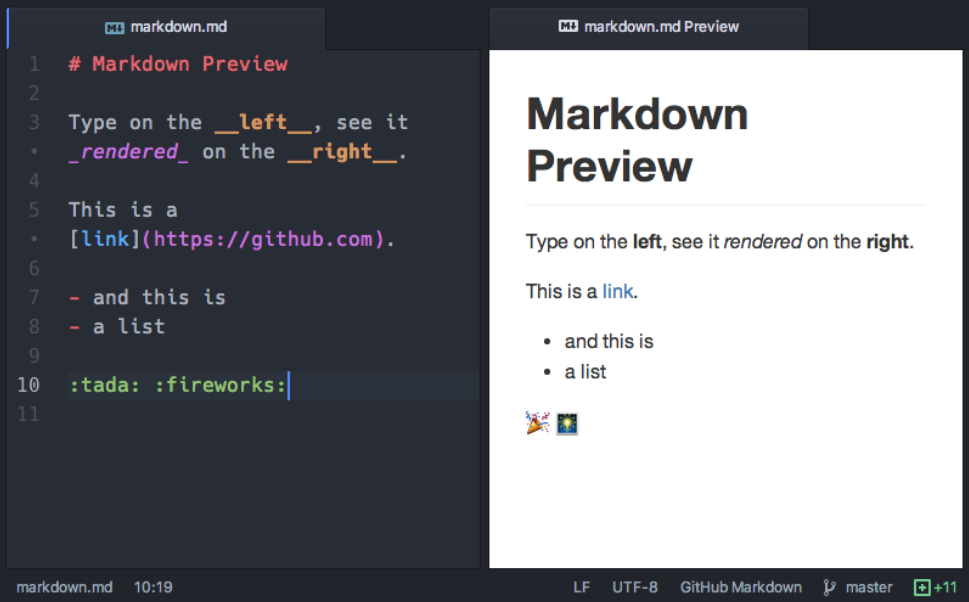 markdown.md
1 # Markdown Preview
2
3 Type on the __left__, see it
• _rendered_ on the __right__.
4
5 This is a
• [link](https://github.com).
6
7 - and this is
8 - a list
9
10 :tada: :fireworks:
11
markdown.md Preview
Markdown
Preview
Type on the left, see it rendered on the right.
This is a link.
• and this is
• a list
🎉 🎆
markdown.md 10:19 LF UTF-8 GitHub Markdown master +11